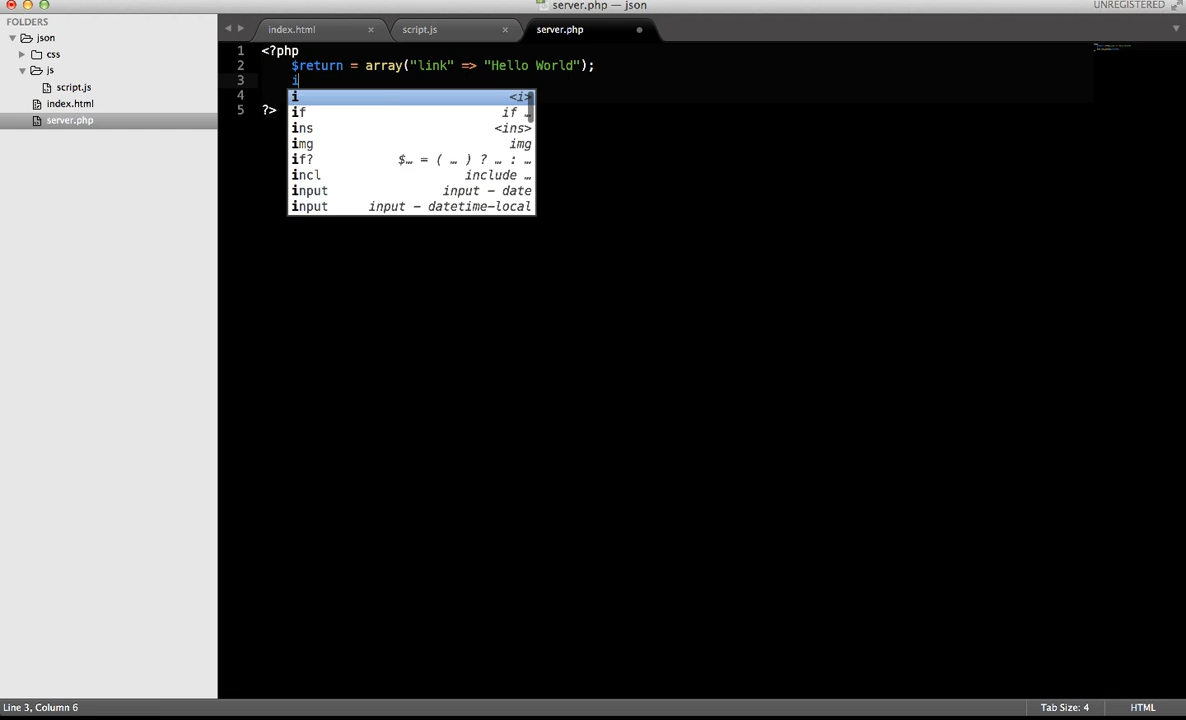 server.php — json
UNREGISTERED
FOLDERS
json
css
js
script.js
index.html
server.php
index.html ×
script.js ×
server.php
1 <?php
2 $return = array("link" => "Hello World");
3 i
4
5 ?>
i <i>
if if …
ins <ins>
img img
if? $… = ( … ) ? … : …
incl include …
input input - date
input input - datetime-local
Line 3, Column 6
Tab Size: 4
HTML